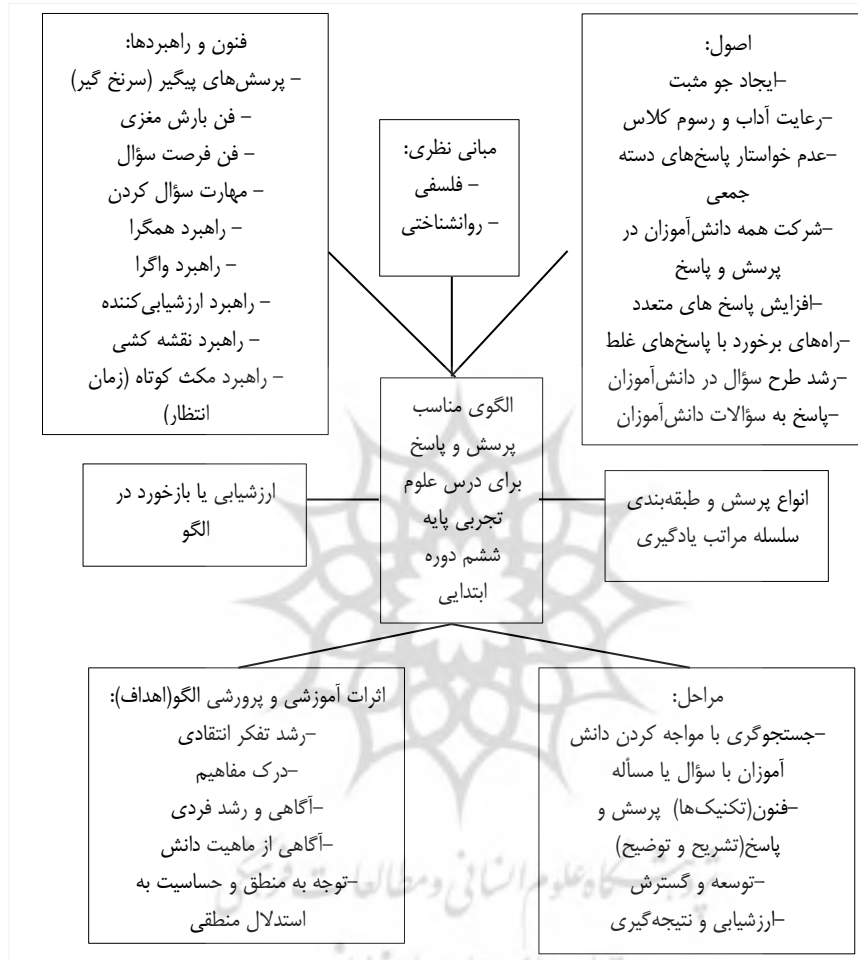 اصول:
-ایجاد جو مثبت
-رعایت آداب و رسوم کلاس
-عدم خواستار پاسخ‌های دسته
جمعی
-شرکت همه دانش‌آموزان در
پرسش و پاسخ
-افزایش پاسخ های متعدد
-راه‌های برخورد با پاسخ‌های غلط
-رشد طرح سؤال در دانش‌آموزان
-پاسخ به سؤالات دانش‌آموزان
مبانی نظری:
- فلسفی
- روانشناختی
فنون و راهبردها:
- پرسش‌های پیگیر (سرنخ گیر)
- فن بارش مغزی
- فن فرصت سؤال
- مهارت سؤال کردن
- راهبرد همگرا
- راهبرد واگرا
- راهبرد ارزشیابی‌کننده
- راهبرد نقشه کشی
- راهبرد مکث کوتاه (زمان
انتظار)
انواع پرسش و طبقه‌بندی
سلسله مراتب یادگیری
الگوی مناسب
پرسش و پاسخ
برای درس علوم
تجربی پایه
ششم دوره
ابتدایی
ارزشیابی یا بازخورد در
الگو
مراحل:
-جستجوگری با مواجه کردن دانش
آموزان با سؤال یا مسأله
-فنون(تکنیک‌ها) پرسش و
پاسخ(تشریح و توضیح)
-توسعه و گسترش
-ارزشیابی و نتیجه‌گیری
اثرات آموزشی و پرورشی الگو(اهداف):
-رشد تفکر انتقادی
-درک مفاهیم
-آگاهی و رشد فردی
-آگاهی از ماهیت دانش
-توجه به منطق و حساسیت به
استدلال منطقی
پژوهشگاه علوم انسانی و مطالعات فرهنگی